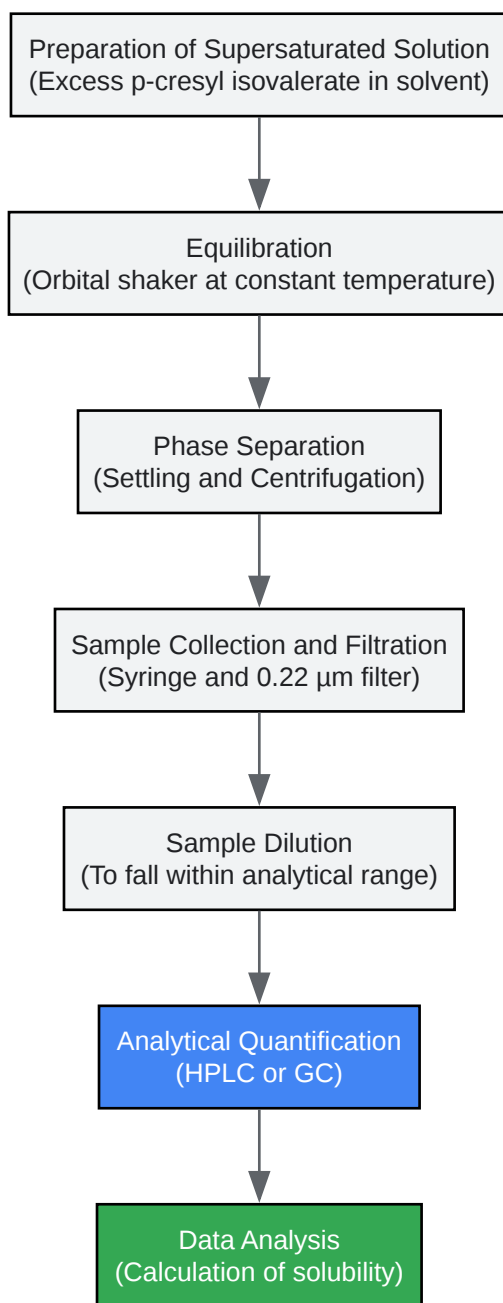 Preparation of Supersaturated Solution
(Excess p-cresyl isovalerate in solvent)
Equilibration
(Orbital shaker at constant temperature)
Phase Separation
(Settling and Centrifugation)
Sample Collection and Filtration
(Syringe and 0.22 µm filter)
Sample Dilution
(To fall within analytical range)
Analytical Quantification
(HPLC or GC)
Data Analysis
(Calculation of solubility)